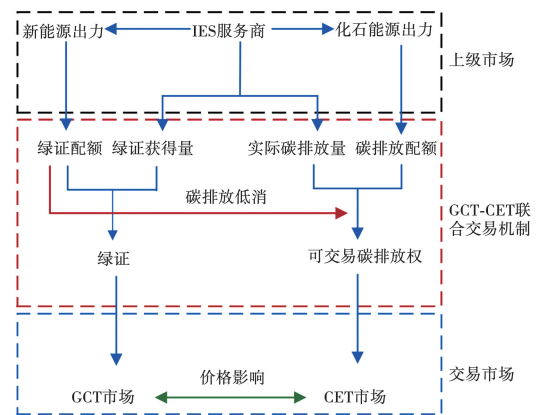 新能源出力
IES服务商
化石能源出力
上级市场
绿证配额
绿证获得量
实际碳排放量
碳排放配额
碳排放低消
GCT-CET联
合交易机制
绿证
可交易碳排放权
价格影响
交易市场
GCT市场
CET市场